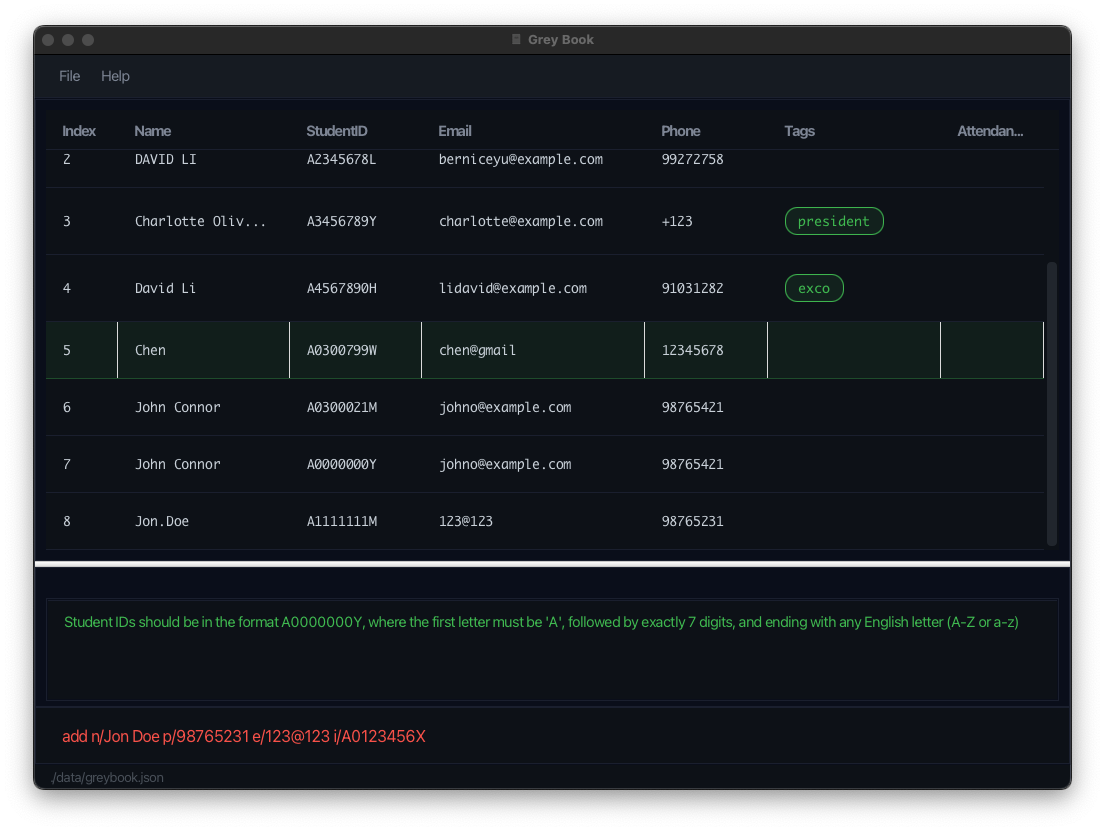 Grey Book
File Help
Index Name StudentID Email Phone Tags Attendan...
2 DAVID LI A2345678L berniceyu@example.com 99272758
3 Charlotte Oliv... A3456789Y charlotte@example.com +123 president
4 David Li A4567890H lidavid@example.com 91031282 exco
5 Chen A0300799W chen@gmail 12345678
6 John Connor A0300021M johno@example.com 98765421
7 John Connor A0000000Y johno@example.com 98765421
8 Jon.Doe A1111111M 123@123 98765231
Student IDs should be in the format A0000000Y, where the first letter must be 'A', followed by exactly 7 digits, and ending with any English letter (A-Z or a-z)
add n/Jon Doe p/98765231 e/123@123 i/A0123456X
./data/greybook.json